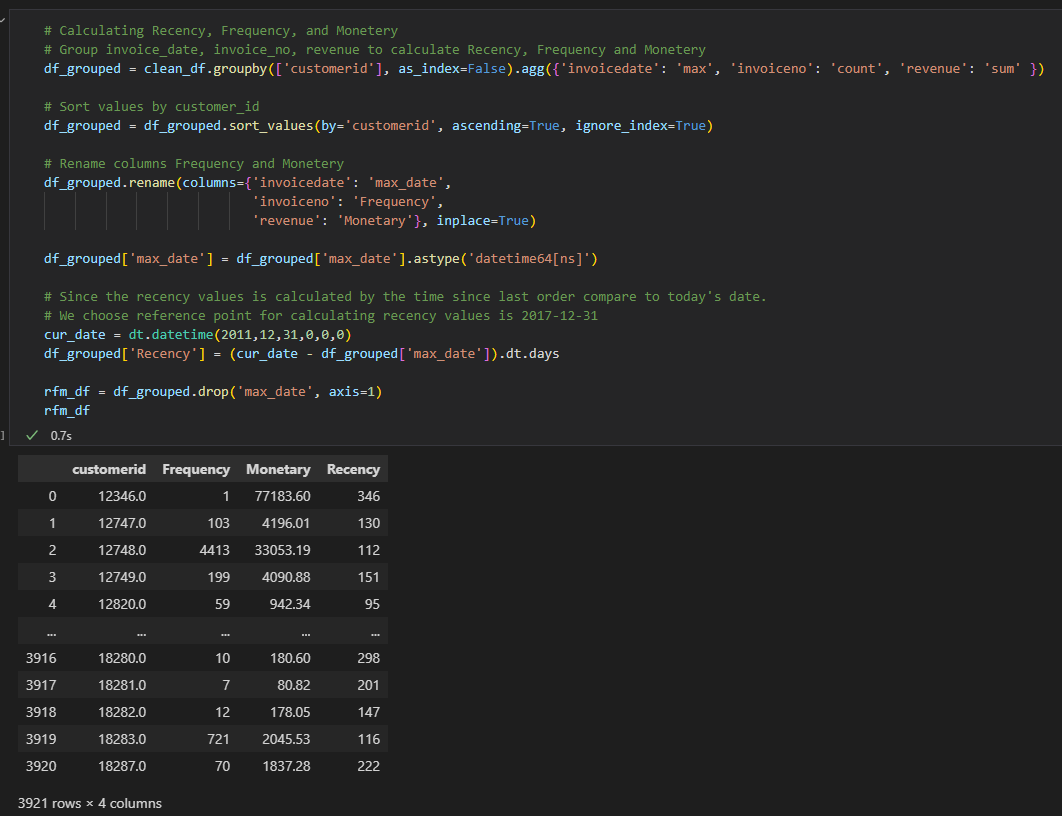 # Calculating Recency, Frequency, and Monetery
# Group invoice_date, invoice_no, revenue to calculate Recency, Frequency and Monetery
df_grouped = clean_df.groupby(['customerid'], as_index=False).agg({'invoicedate': 'max', 'invoiceno': 'count', 'revenue': 'sum' })
# Sort values by customer_id
df_grouped = df_grouped.sort_values(by='customerid', ascending=True, ignore_index=True)
# Rename columns Frequency and Monetery
df_grouped.rename(columns={'invoicedate': 'max_date',
'invoiceno': 'Frequency',
'revenue': 'Monetary'}, inplace=True)
df_grouped['max_date'] = df_grouped['max_date'].astype('datetime64[ns]')
# Since the recency values is calculated by the time since last order compare to today's date.
# We choose reference point for calculating recency values is 2017-12-31
cur_date = dt.datetime(2011,12,31,0,0,0)
df_grouped['Recency'] = (cur_date - df_grouped['max_date']).dt.days
rfm_df = df_grouped.drop('max_date', axis=1)
rfm_df
] ✓ 0.7s
customerid Frequency Monetary Recency
0 12346.0 1 77183.60 346
1 12747.0 103 4196.01 130
2 12748.0 4413 33053.19 112
3 12749.0 199 4090.88 151
4 12820.0 59 942.34 95
... ... ... ... ...
3916 18280.0 10 180.60 298
3917 18281.0 7 80.82 201
3918 18282.0 12 178.05 147
3919 18283.0 721 2045.53 116
3920 18287.0 70 1837.28 222
3921 rows × 4 columns